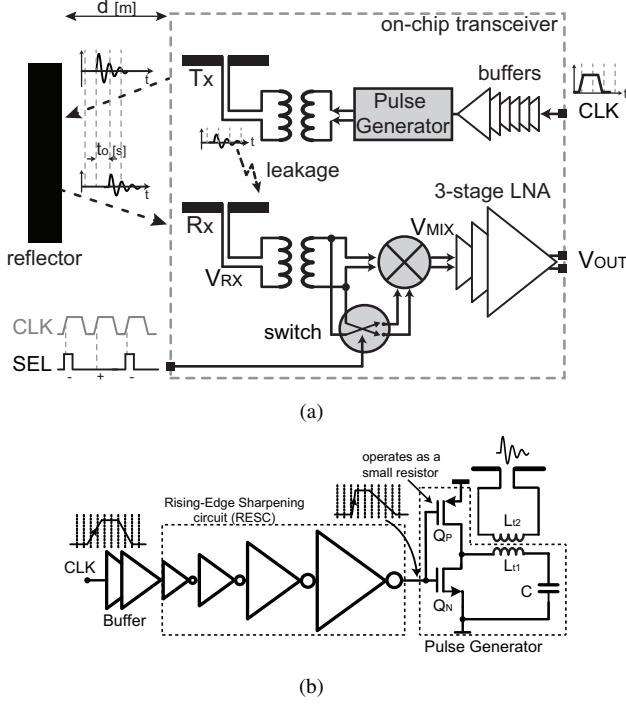 d [m]
on-chip transceiver
t
Tx
buffers
Pulse
Generator
t
CLK
t
leakage
to [s]
t
3-stage LNA
Rx
VMIX
reflector
VRX
VOUT
CLK
switch
SEL
- + -
(a)
operates as a
small resistor
Rising-Edge Sharpening
circuit (RESC)
QP
Lt2
CLK
Lt1
QN
C
Buffer
Pulse Generator
(b)